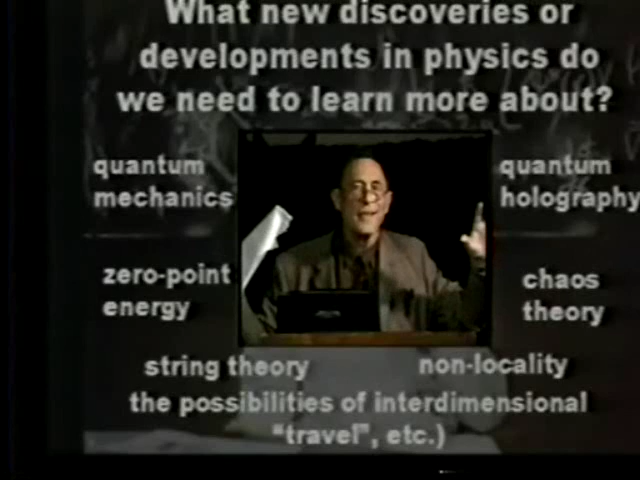 What new discoveries or
developments in physics do
we need to learn more about?
quantum
mechanics
quantum
holography
zero-point
energy
chaos
theory
string theory
non-locality
the possibilities of interdimensional
"travel", etc.)